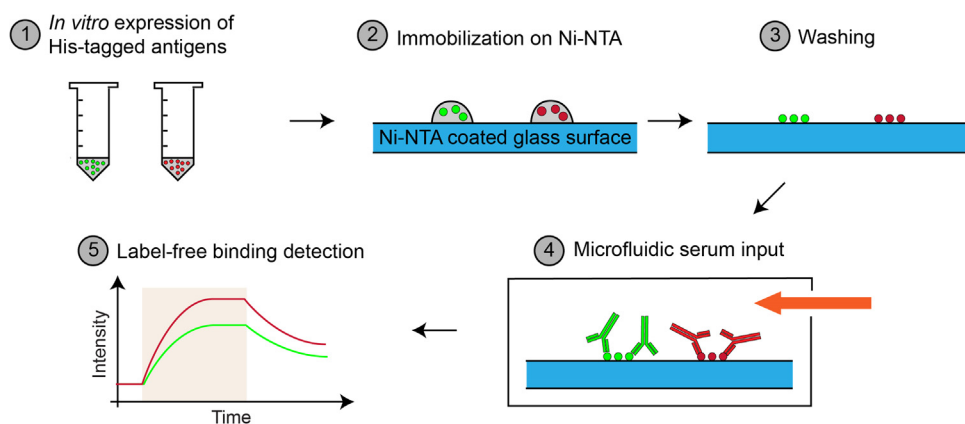 1
In vitro expression of
His-tagged antigens
2
Immobilization on Ni-NTA
Ni-NTA coated glass surface
3
Washing
4
Microfluidic serum input
5
Label-free binding detection
Intensity
Time